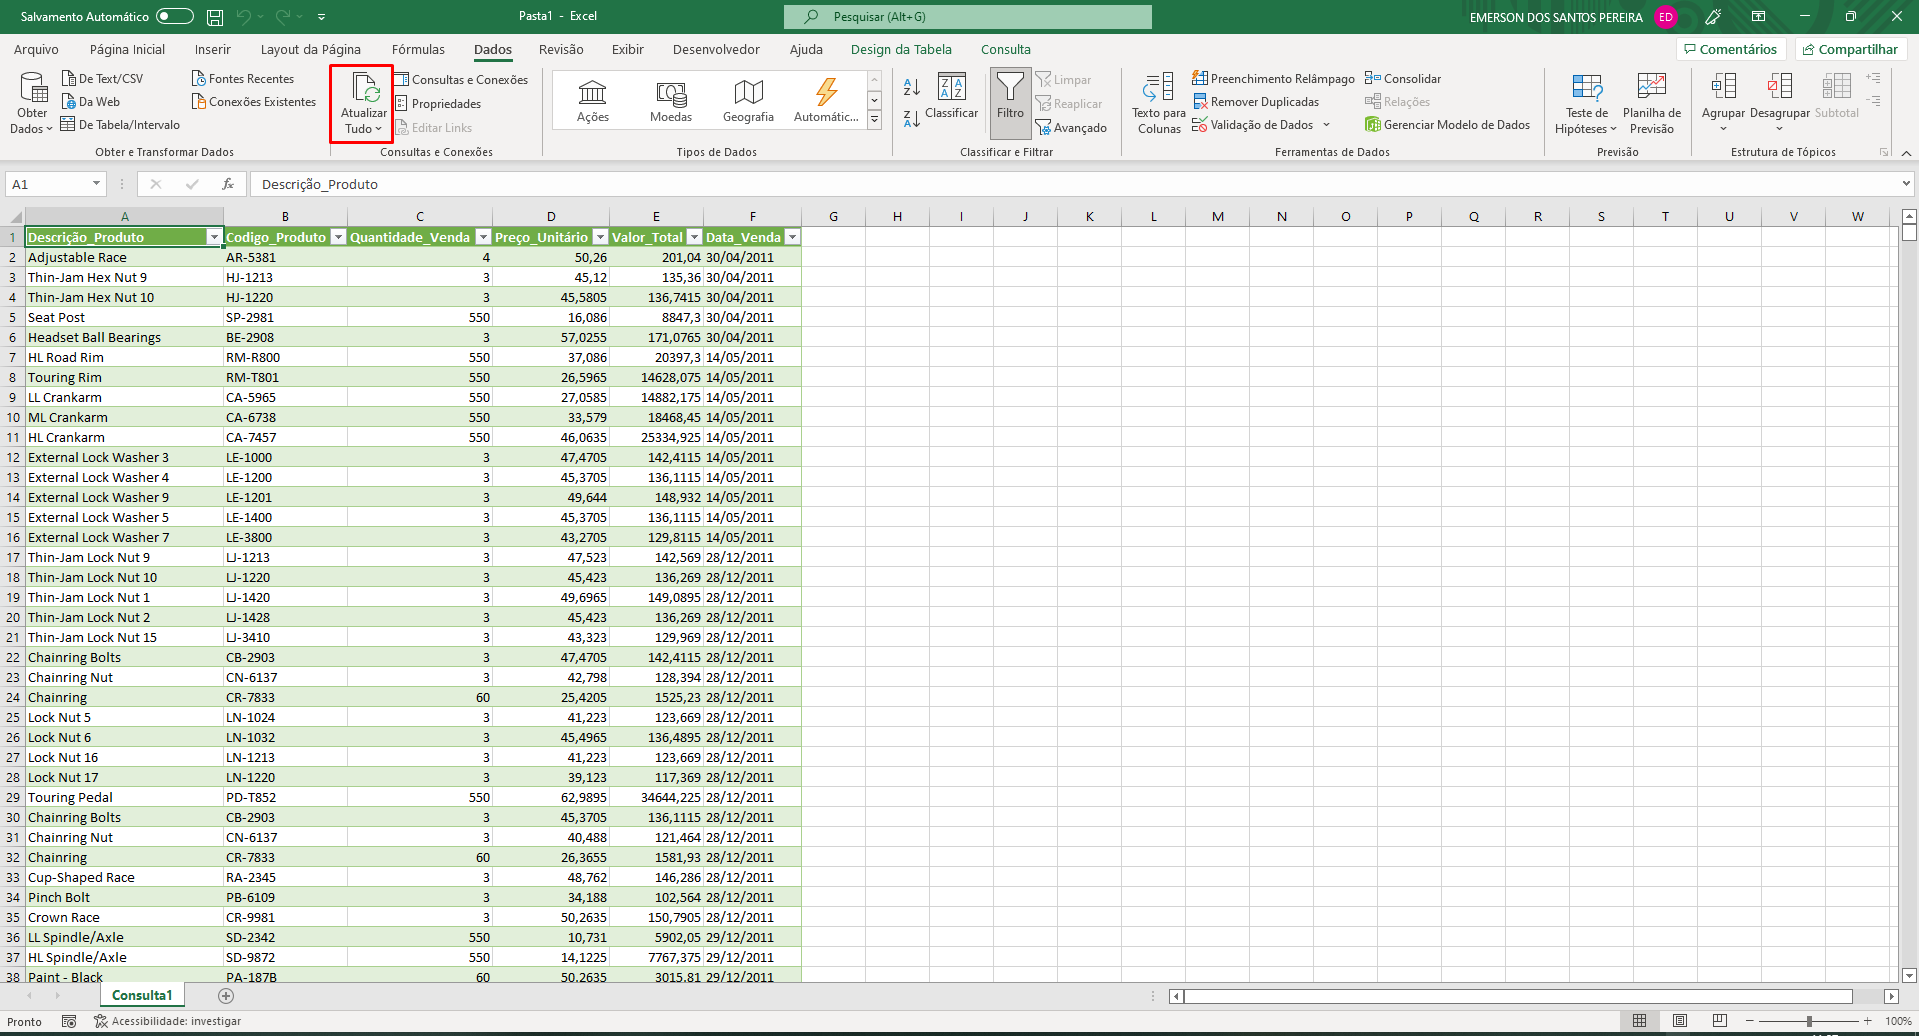 Salvamento Automático
Pasta1 - Excel
Pesquisar (Alt+G)
EMERSON DOS SANTOS PEREIRA ED
Arquivo Página Inicial Inserir Layout da Página Fórmulas Dados Revisão Exibir Desenvolvedor Ajuda Design da Tabela Consulta
Comentários Compartilhar
Obter Dados
De Text/CSV
Da Web
De Tabela/Intervalo
Fontes Recentes
Conexões Existentes
Obter e Transformar Dados
Atualizar Tudo
Consultas e Conexões
Propriedades
Editar Links
Consultas e Conexões
Ações Moedas Geografia Automátic...
Tipos de Dados
Classificar
Filtro
Limpar
Reaplicar
Avançado
Classificar e Filtrar
Texto para Colunas
Preenchimento Relâmpago
Remover Duplicadas
Validação de Dados
Consolidar
Relações
Gerenciar Modelo de Dados
Ferramentas de Dados
Teste de Hipóteses
Planilha de Previsão
Previsão
Agrupar Desagrupar Subtotal
Estrutura de Tópicos
A1 fx Descrição_Produto
A B C D E F G H I J K L M N O P Q R S T U V W
1 Descrição_Produto Codigo_Produto Quantidade_Venda Preço_Unitário Valor_Total Data_Venda
2 Adjustable Race AR-5381 4 50,26 201,04 30/04/2011
3 Thin-Jam Hex Nut 9 HJ-1213 3 45,12 135,36 30/04/2011
4 Thin-Jam Hex Nut 10 HJ-1220 3 45,5805 136,7415 30/04/2011
5 Seat Post SP-2981 550 16,086 8847,3 30/04/2011
6 Headset Ball Bearings BE-2908 3 57,0255 171,0765 30/04/2011
7 HL Road Rim RM-R800 550 37,086 20397,3 14/05/2011
8 Touring Rim RM-T801 550 26,5965 14628,075 14/05/2011
9 LL Crankarm CA-5965 550 27,0585 14882,175 14/05/2011
10 ML Crankarm CA-6738 550 33,579 18468,45 14/05/2011
11 HL Crankarm CA-7457 550 46,0635 25334,925 14/05/2011
12 External Lock Washer 3 LE-1000 3 47,4705 142,4115 14/05/2011
13 External Lock Washer 4 LE-1200 3 45,3705 136,1115 14/05/2011
14 External Lock Washer 9 LE-1201 3 49,644 148,932 14/05/2011
15 External Lock Washer 5 LE-1400 3 45,3705 136,1115 14/05/2011
16 External Lock Washer 7 LE-3800 3 43,2705 129,8115 14/05/2011
17 Thin-Jam Lock Nut 9 LJ-1213 3 47,523 142,569 28/12/2011
18 Thin-Jam Lock Nut 10 LJ-1220 3 45,423 136,269 28/12/2011
19 Thin-Jam Lock Nut 1 LJ-1420 3 49,6965 149,0895 28/12/2011
20 Thin-Jam Lock Nut 2 LJ-1428 3 45,423 136,269 28/12/2011
21 Thin-Jam Lock Nut 15 LJ-3410 3 43,323 129,969 28/12/2011
22 Chainring Bolts CB-2903 3 47,4705 142,4115 28/12/2011
23 Chainring Nut CN-6137 3 42,798 128,394 28/12/2011
24 Chainring CR-7833 60 25,4205 1525,23 28/12/2011
25 Lock Nut 5 LN-1024 3 41,223 123,669 28/12/2011
26 Lock Nut 6 LN-1032 3 45,4965 136,4895 28/12/2011
27 Lock Nut 16 LN-1213 3 41,223 123,669 28/12/2011
28 Lock Nut 17 LN-1220 3 39,123 117,369 28/12/2011
29 Touring Pedal PD-T852 550 62,9895 34644,225 28/12/2011
30 Chainring Bolts CB-2903 3 45,3705 136,1115 28/12/2011
31 Chainring Nut CN-6137 3 40,488 121,464 28/12/2011
32 Chainring CR-7833 60 26,3655 1581,93 28/12/2011
33 Cup-Shaped Race RA-2345 3 48,762 146,286 28/12/2011
34 Pinch Bolt PB-6109 3 34,188 102,564 28/12/2011
35 Crown Race CR-9981 3 50,2635 150,7905 28/12/2011
36 LL Spindle/Axle SD-2342 550 10,731 5902,05 29/12/2011
37 HL Spindle/Axle SD-9872 550 14,1225 7767,375 29/12/2011
38 Paint - Black PA-187B 60 50,2635 3015,81 29/12/2011
Consulta1
Pronto Acessibilidade: investigar 100%